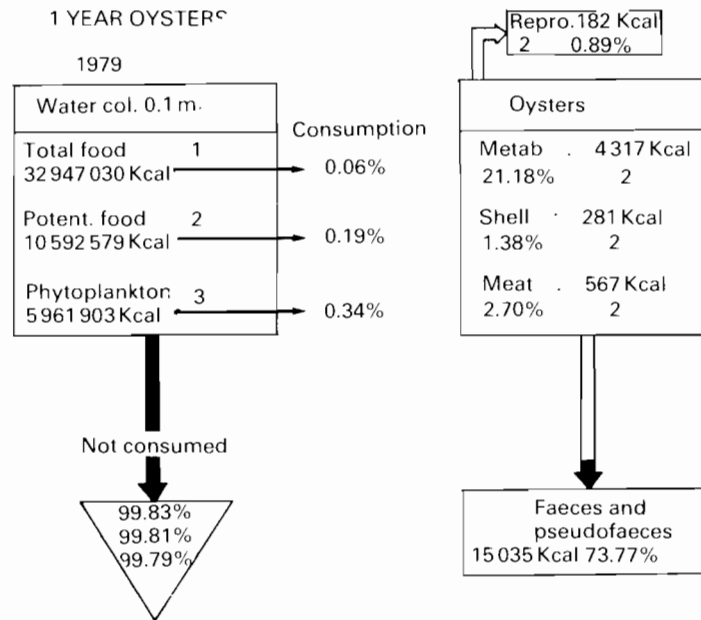 1 YEAR OYSTERS
1979
Water col. 0.1 m.
Total food 1
32 947 030 Kcal
Potent. food 2
10 592 579 Kcal
Phytoplankton 3
5 961 903 Kcal
Consumption
0.06%
0.19%
0.34%
Not consumed
99.83%
99.81%
99.79%
Repro. 182 Kcal
2 0.89%
Oysters
Metab . 4 317 Kcal
21.18% 2
Shell · 281 Kcal
1.38% 2
Meat . 567 Kcal
2.70% 2
Faeces and
pseudofaeces
15 035 Kcal 73.77%